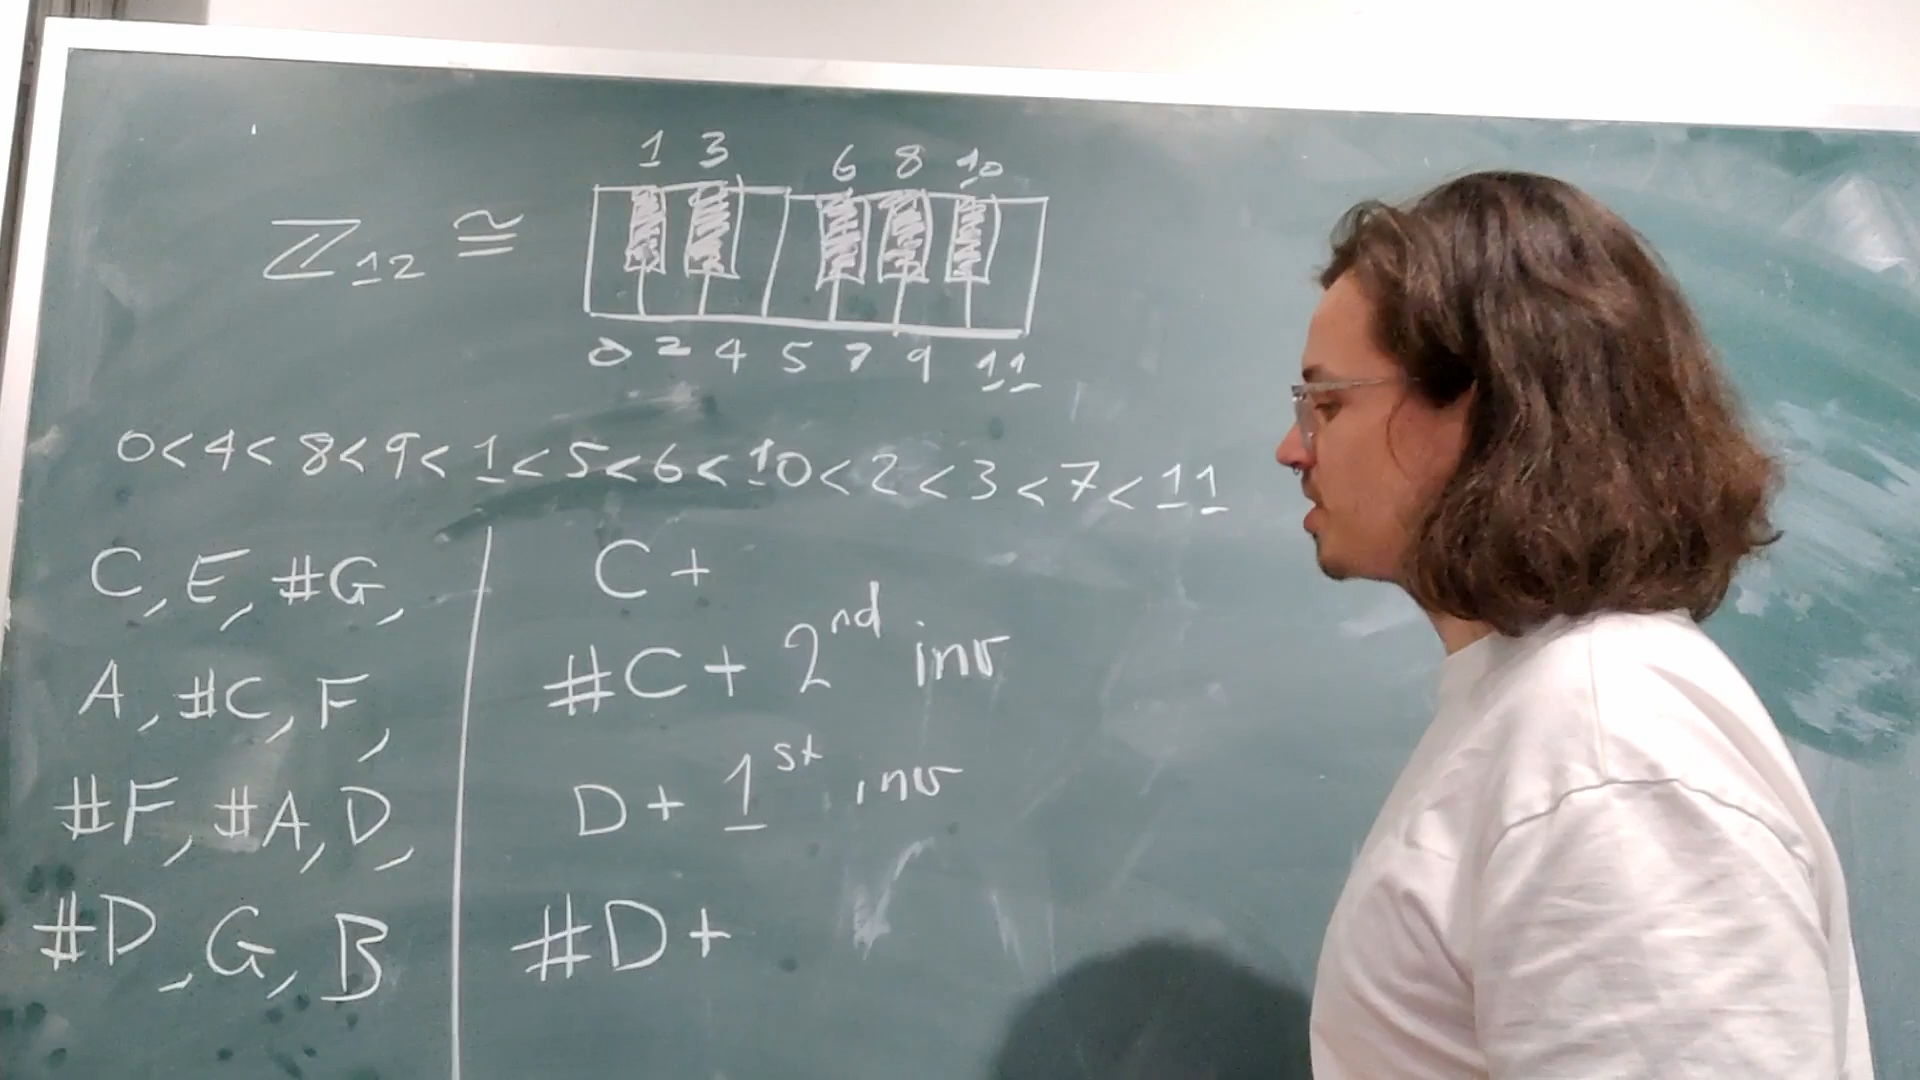 1 3 6 8 10
ℤ₁₂ ≅
0 2 4 5 7 9 11
0<4<8<9<1<5<6<10<2<3<7<11
C, E, #G,
C+
A, #C, F,
#C+ 2nd inv
#F, #A, D,
D+ 1st inv
#D, G, B
#D+